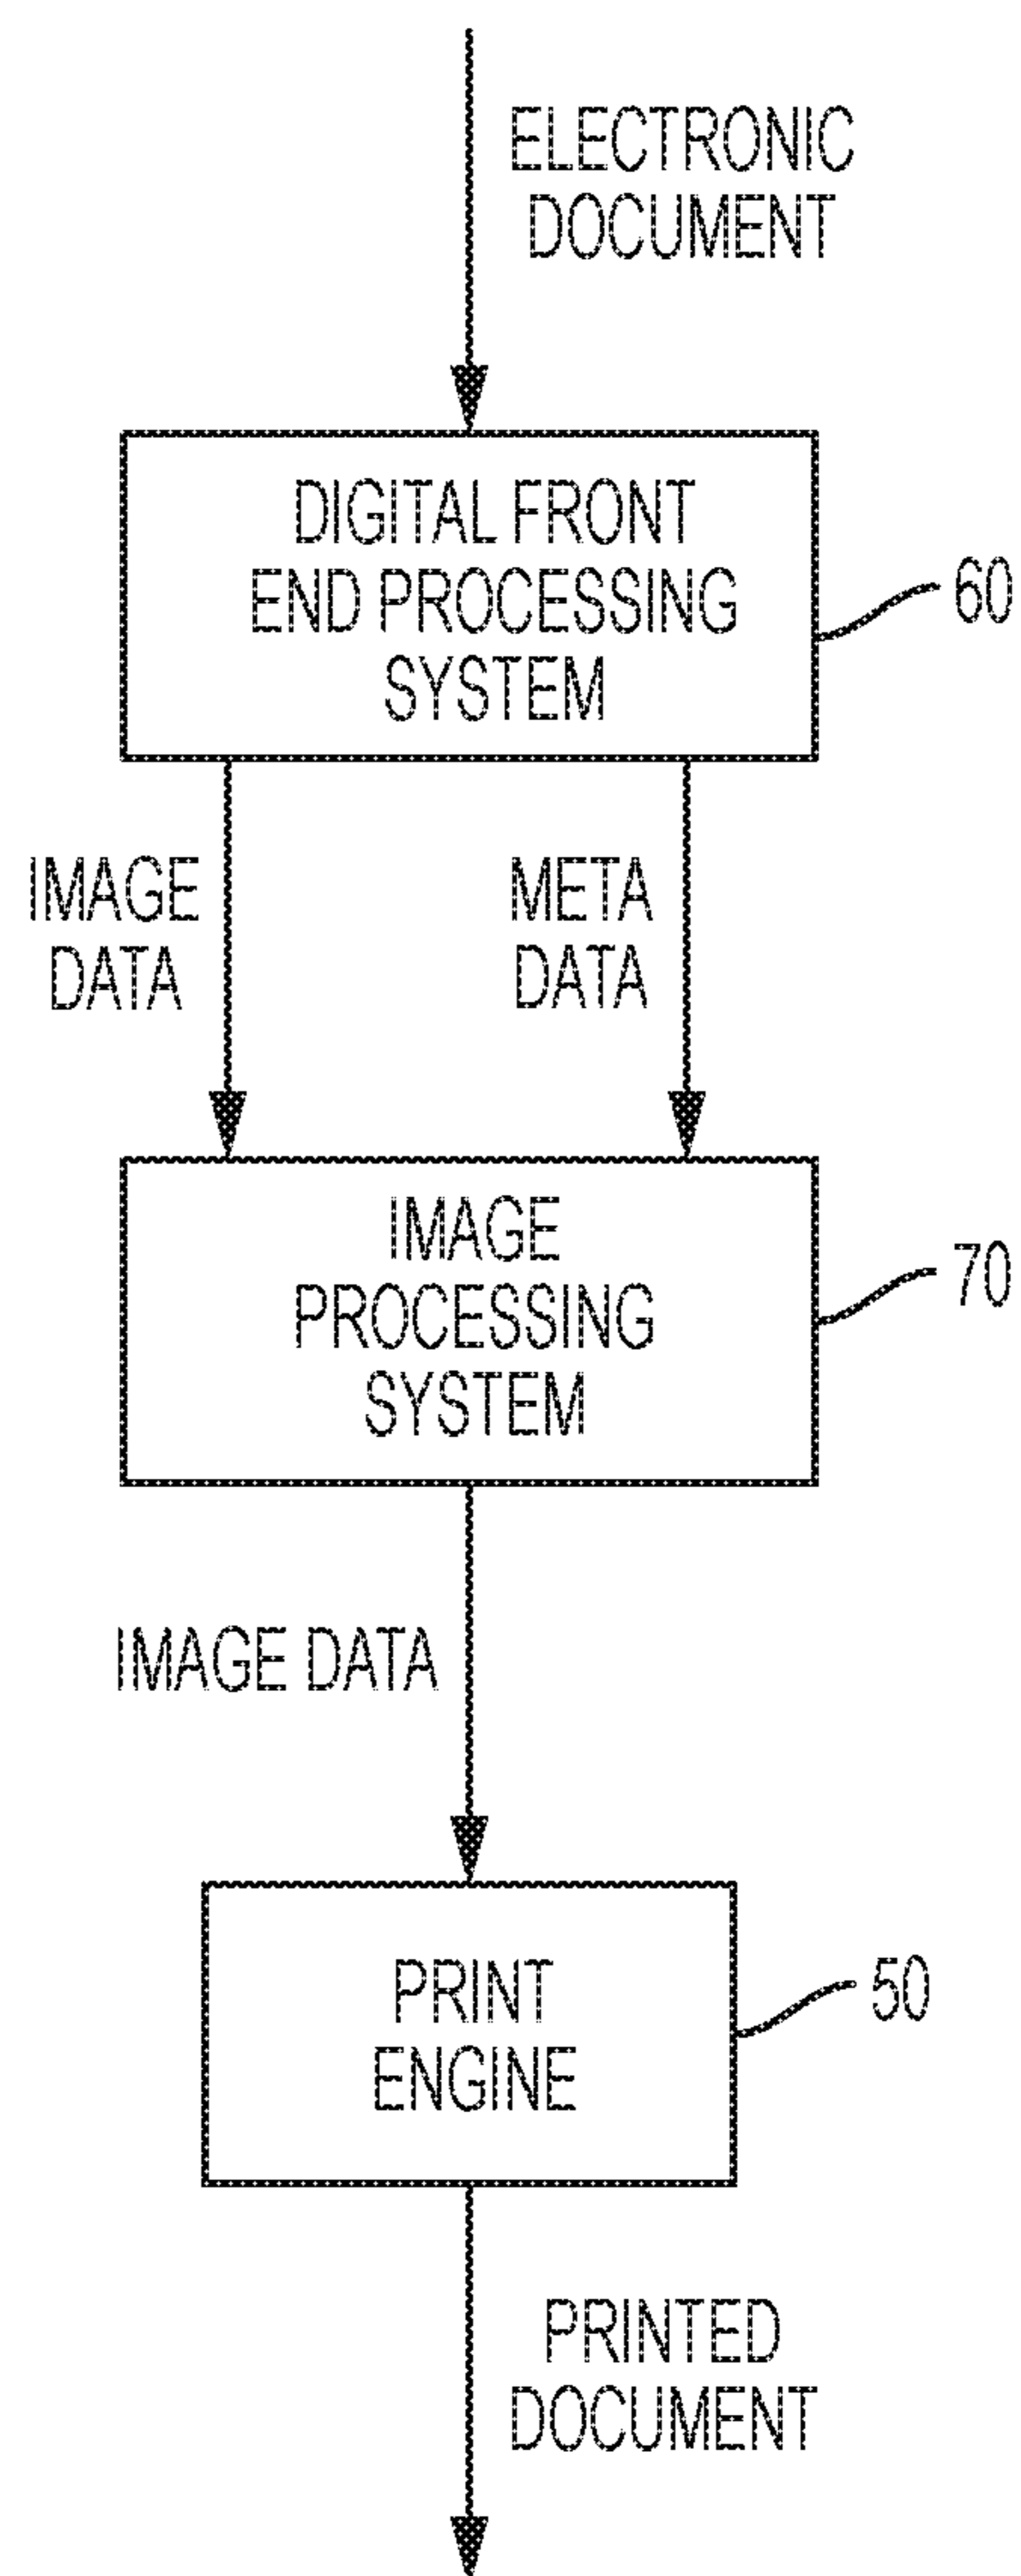 ELECTRONIC
DOCUMENT
DIGITAL FRONT
END PROCESSING
SYSTEM
60
IMAGE
DATA
META
DATA
IMAGE
PROCESSING
SYSTEM
70
IMAGE DATA
PRINT
ENGINE
50
PRINTED
DOCUMENT